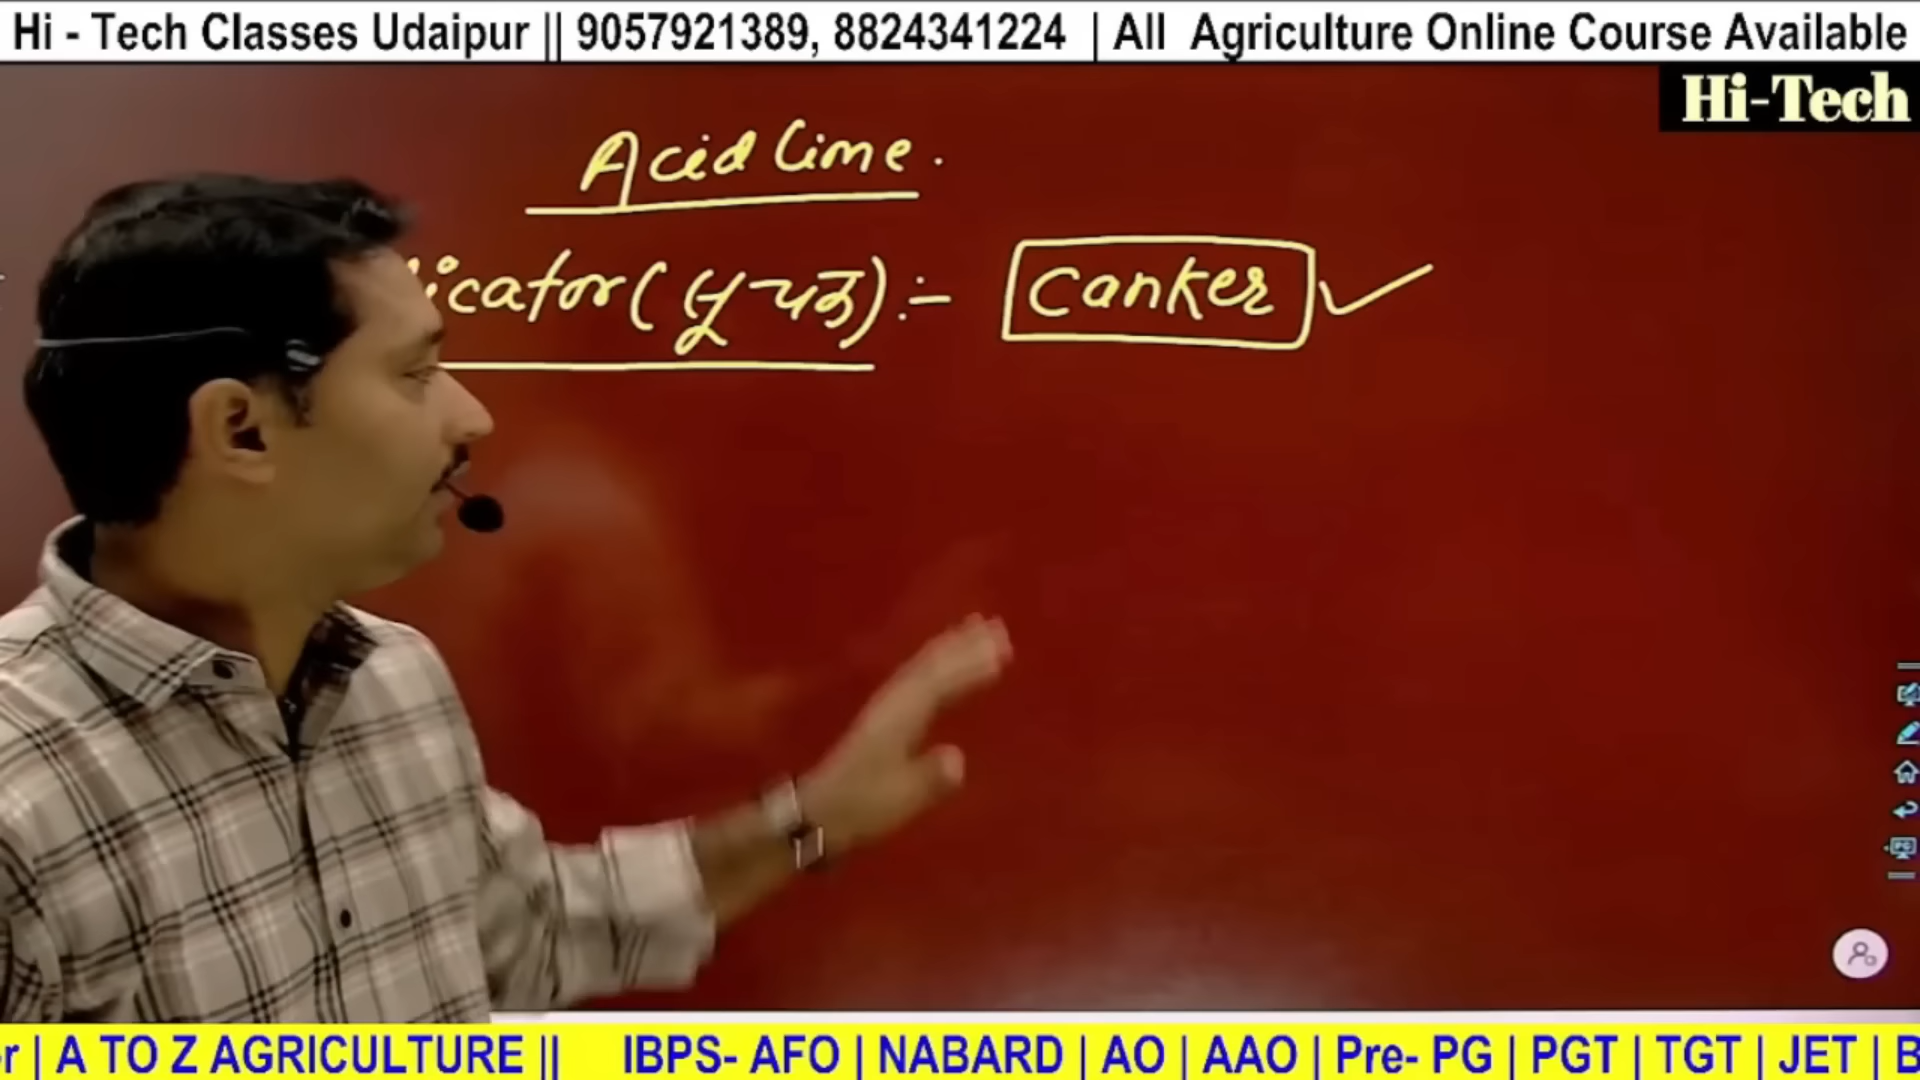 Hi - Tech Classes Udaipur || 9057921389, 8824341224 | All Agriculture Online Course Available
Hi-Tech
Acid lime.
icator (सूचक) :- Canker ✓
r | A TO Z AGRICULTURE || IBPS- AFO | NABARD | AO | AAO | Pre- PG | PGT | TGT | JET | B